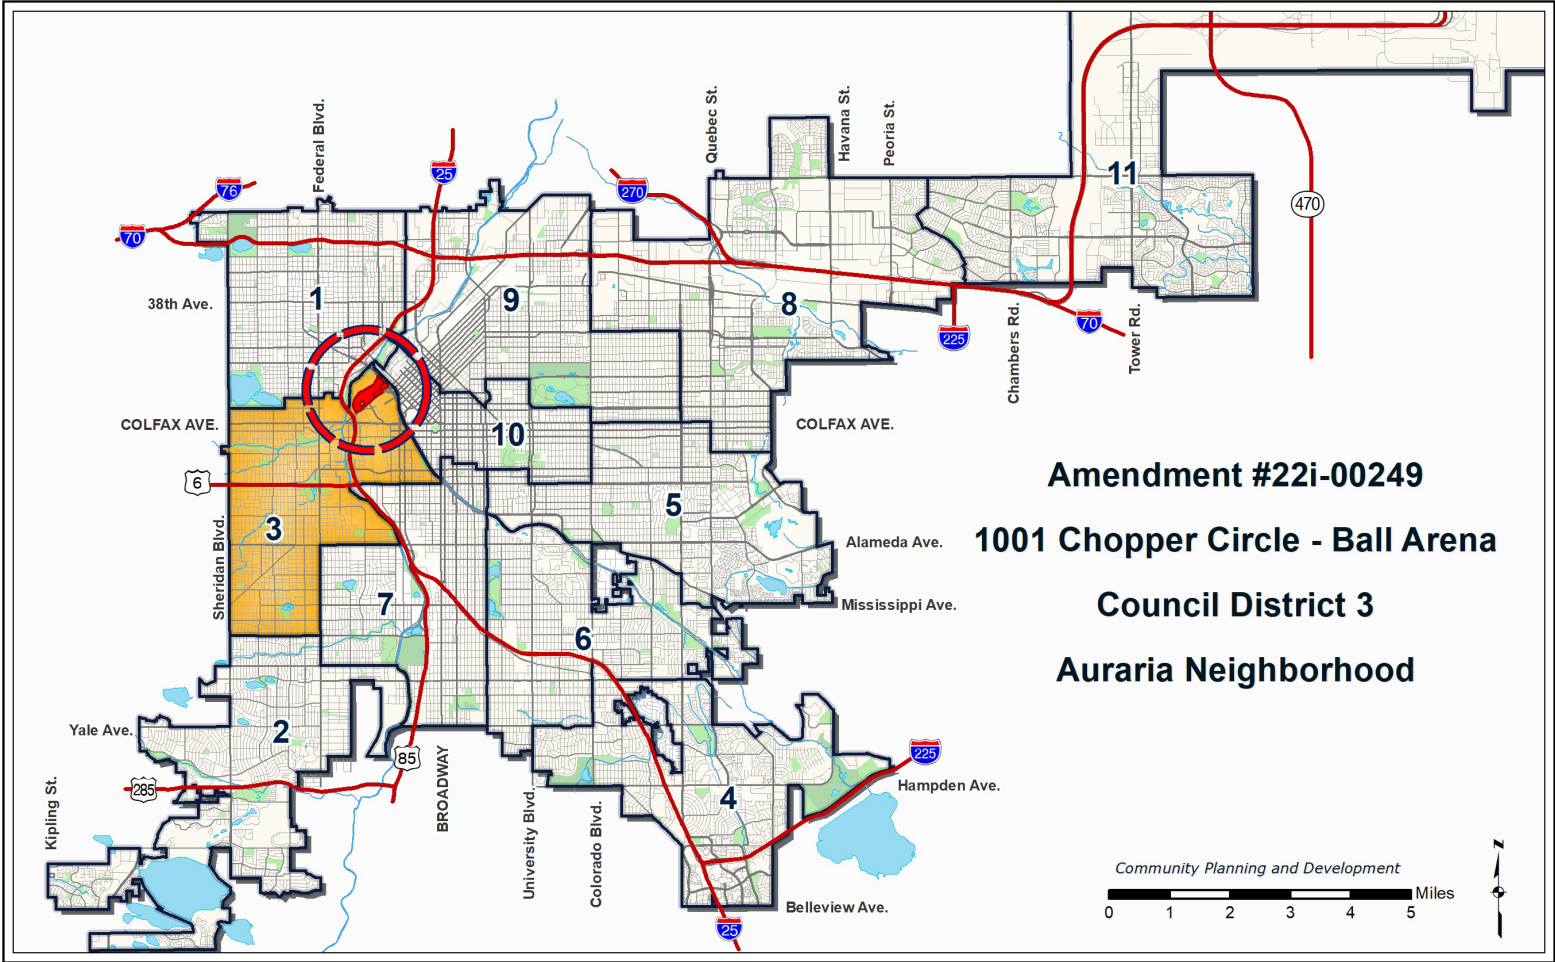 Federal Blvd.
Quebec St.
Havana St.
Peoria St.
76
25
270
11
470
70
38th Ave.
1
9
8
225
70
Chambers Rd.
Tower Rd.
COLFAX AVE.
10
COLFAX AVE.
6
5
3
Sheridan Blvd.
Alameda Ave.
7
Mississippi Ave.
6
Amendment #22i-00249
1001 Chopper Circle - Ball Arena
Council District 3
Auraria Neighborhood
Yale Ave.
2
85
BROADWAY
285
Kipling St.
University Blvd.
Colorado Blvd.
4
225
Hampden Ave.
Belleview Ave.
25
Community Planning and Development
Miles
0 1 2 3 4 5
N